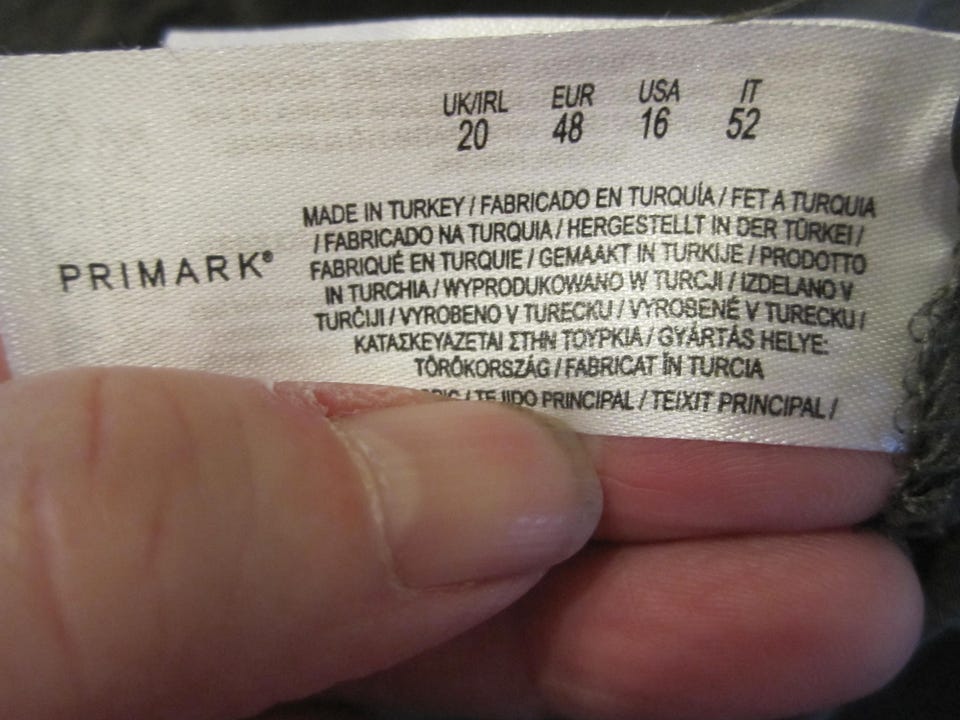 UK/IRL EUR USA IT
20 48 16 52
PRIMARK®
MADE IN TURKEY / FABRICADO EN TURQUÍA / FET A TURQUIA
/ FABRICADO NA TURQUIA / HERGESTELLT IN DER TÜRKEI /
FABRIQUÉ EN TURQUIE / GEMAAKT IN TURKIJE / PRODOTTO
IN TURCHIA / WYPRODUKOWANO W TURCJI / IZDELANO V
TURČIJI / VYROBENO V TURECKU / VYROBENÉ V TURECKU /
ΚΑΤΑΣΚΕΥΑΖΕΤΑΙ ΣΤΗΝ ΤΟΥΡΚΙΑ / GYÁRTÁS HELYE:
TÖRÖKORSZÁG / FABRICAT ÎN TURCIA
/ TEJIDO PRINCIPAL / TEIXIT PRINCIPAL /